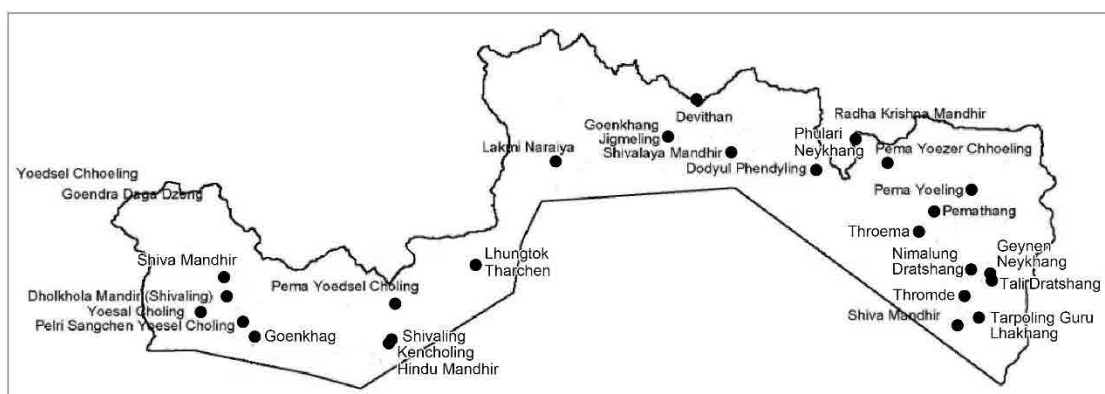 Devithan
Radha Krishna Mandhir
Goenkhang
Jigmeling
Shivalaya Mandhir
Phulari
Neykhang
Lakmi Naraiya
Dodyul Phendyling
Pema Yoezer Chhoeling
Yoedsel Chhoeling
Goendra Daga Dzong
Pema Yoeling
Pemathang
Throema
Shiva Mandhir
Lhungtok
Tharchen
Nimalung
Dratshang
Geynen
Neykhang
Pema Yoedsel Choling
Talir Dratshang
Dholkhola Mandir (Shivaling)
Thromde
Yoesal Choling
Shiva Mandhir
Pelri Sangchen Yoesel Choling
Tarpoling Guru
Lhakhang
Goenkhag
Shivaling
Kencholing
Hindu Mandhir